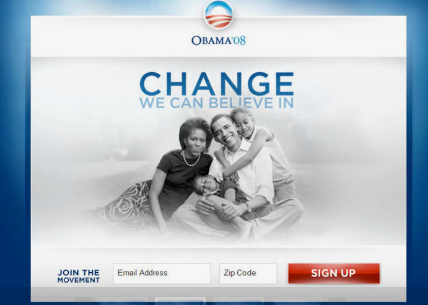 OBAMA'08
CHANGE
WE CAN BELIEVE IN
JOIN THE
MOVEMENT
Email Address
Zip Code
SIGN UP